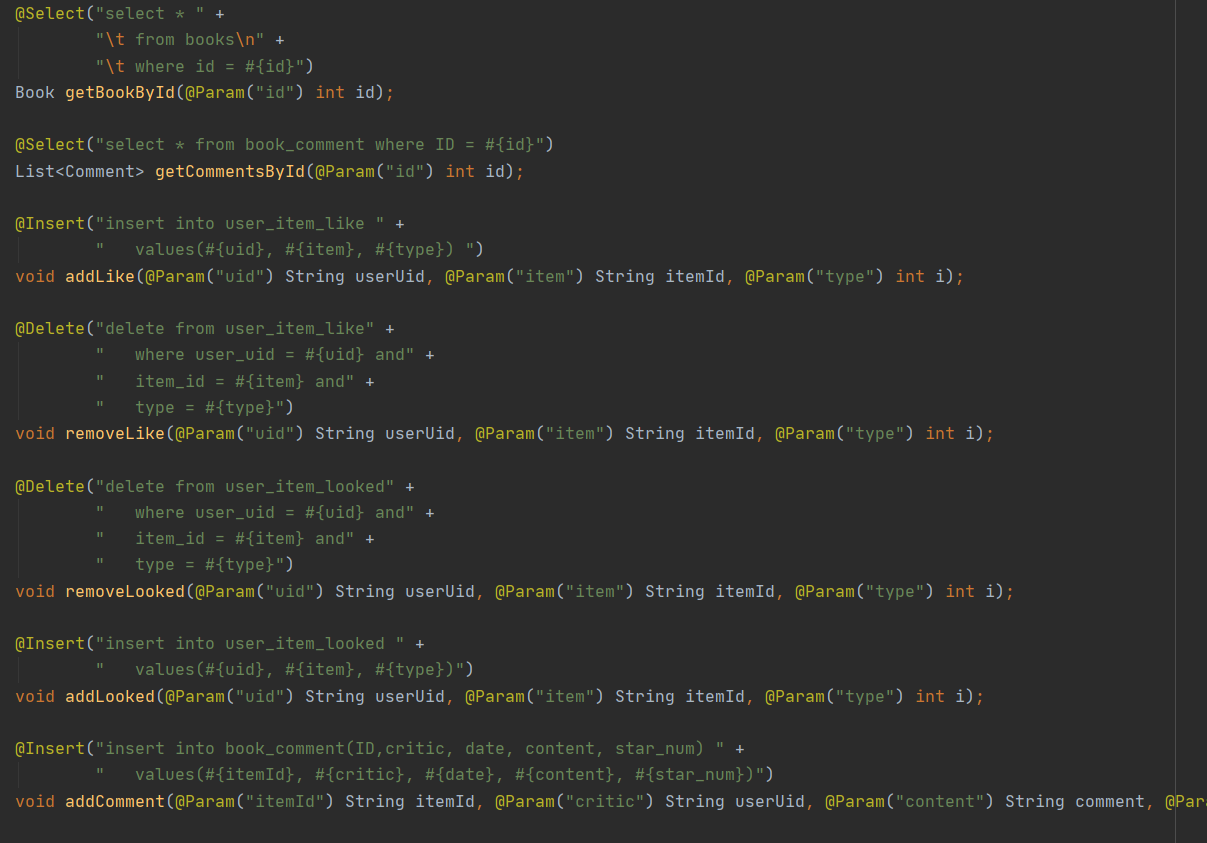 @Select("select * " +
"\t from books\n" +
"\t where id = #{id}")
Book getBookById(@Param("id") int id);
@Select("select * from book_comment where ID = #{id}")
List<Comment> getCommentsById(@Param("id") int id);
@Insert("insert into user_item_like " +
"   values(#{uid}, #{item}, #{type}) ")
void addLike(@Param("uid") String userUid, @Param("item") String itemId, @Param("type") int i);
@Delete("delete from user_item_like" +
"   where user_uid = #{uid} and" +
"   item_id = #{item} and" +
"   type = #{type}")
void removeLike(@Param("uid") String userUid, @Param("item") String itemId, @Param("type") int i);
@Delete("delete from user_item_looked" +
"   where user_uid = #{uid} and" +
"   item_id = #{item} and" +
"   type = #{type}")
void removeLooked(@Param("uid") String userUid, @Param("item") String itemId, @Param("type") int i);
@Insert("insert into user_item_looked " +
"   values(#{uid}, #{item}, #{type})")
void addLooked(@Param("uid") String userUid, @Param("item") String itemId, @Param("type") int i);
@Insert("insert into book_comment(ID,critic, date, content, star_num) " +
"   values(#{itemId}, #{critic}, #{date}, #{content}, #{star_num})")
void addComment(@Param("itemId") String itemId, @Param("critic") String userUid, @Param("content") String comment, @Par